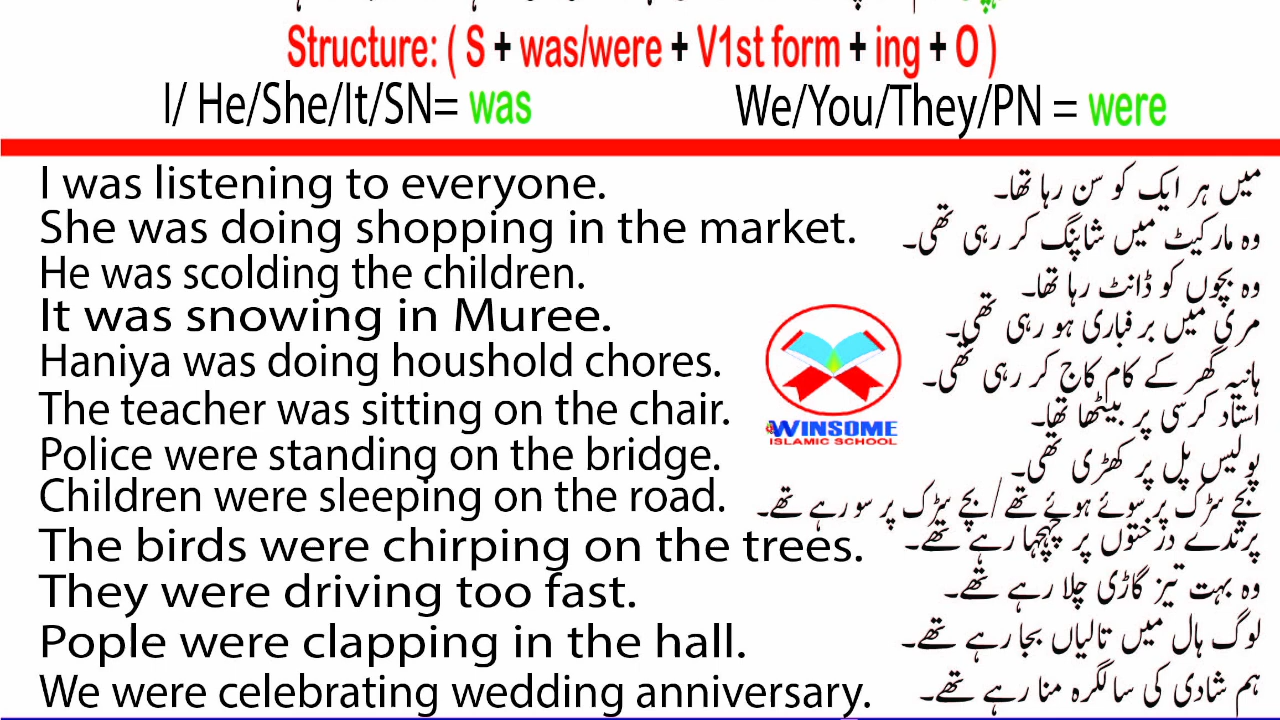 Structure: ( S + was/were + V1st form + ing + O )
I/ He/She/It/SN= was We/You/They/PN = were
I was listening to everyone. میں ہر ایک کو سن رہا تھا۔
She was doing shopping in the market. وہ مارکیٹ میں شاپنگ کر رہی تھی۔
He was scolding the children. وہ بچوں کو ڈانٹ رہا تھا۔
It was snowing in Muree. مری میں برفباری ہو رہی تھی۔
Haniya was doing houshold chores. ہانیہ گھر کے کام کاج کر رہی تھی۔
The teacher was sitting on the chair. استاد کرسی پر بیٹھا تھا۔
Police were standing on the bridge. پولیس پل پر کھڑی تھی۔
Children were sleeping on the road. بچے سڑک پر سوئے ہوئے تھے/بچے سڑک پر سو رہے تھے۔
The birds were chirping on the trees. پرندے درختوں پر چہچہا رہے تھے۔
They were driving too fast. وہ بہت تیز گاڑی چلا رہے تھے۔
Pople were clapping in the hall. لوگ ہال میں تالیاں بجا رہے تھے۔
We were celebrating wedding anniversary. ہم شادی کی سالگرہ منا رہے تھے۔
WINSOME
ISLAMIC SCHOOL